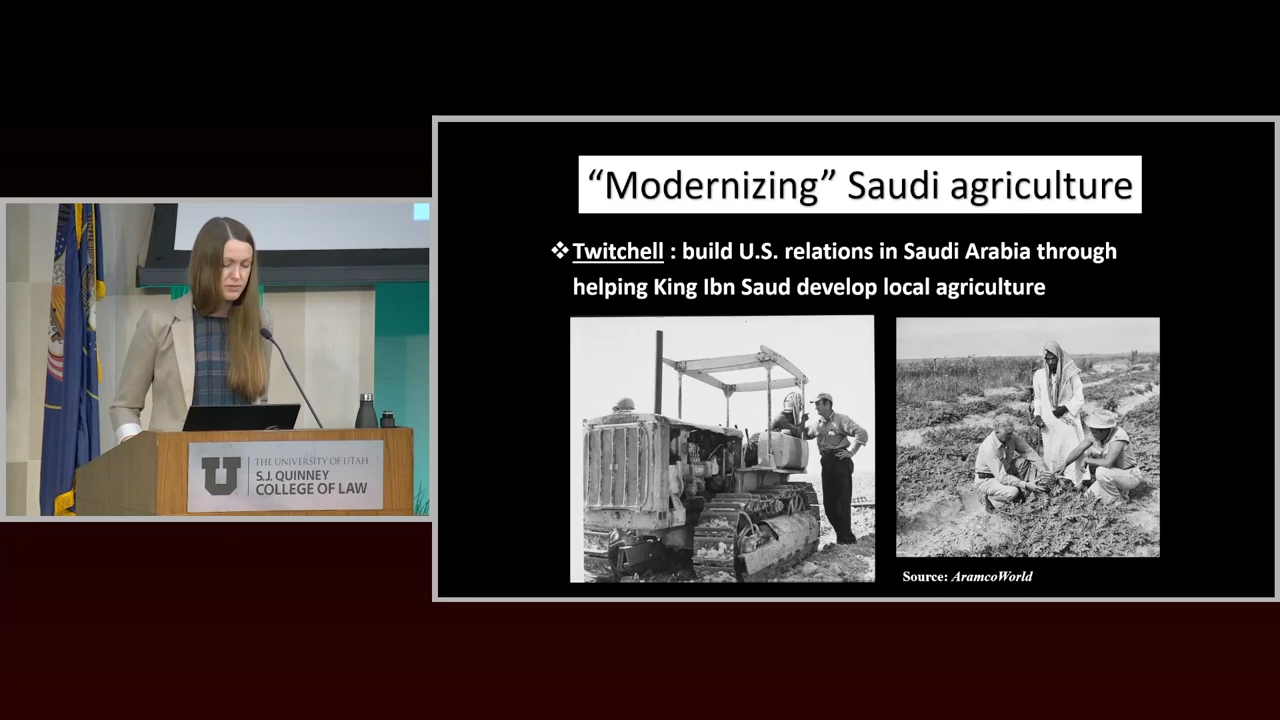 “Modernizing” Saudi agriculture
❖ Twitchell : build U.S. relations in Saudi Arabia through
helping King Ibn Saud develop local agriculture
Source: AramcoWorld
U
THE UNIVERSITY OF UTAH
S.J. QUINNEY
COLLEGE OF LAW